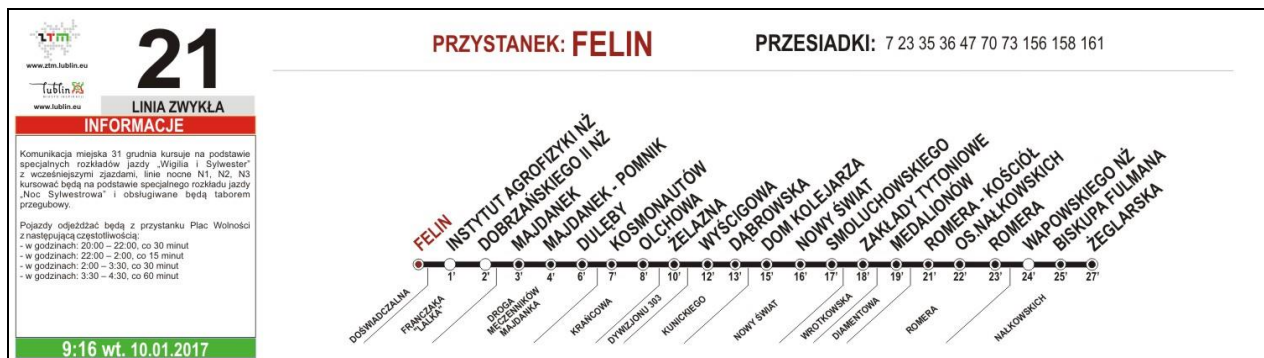 ZTM
www.ztm.lublin.eu
lublin
www.lublin.eu
21
LINIA ZWYKŁA
INFORMACJE
Komunikacja miejska 31 grudnia kursuje na podstawie
specjalnych rozkładów jazdy „Wigilia i Sylwester”
z wcześniejszymi zjazdami, linie nocne N1, N2, N3
kursować będą na podstawie specjalnego rozkładu jazdy
„Noc Sylwestrowa” i obsługiwane będą taborem
przegubowym.
Pojazdy odjeżdżać będą z przystanku Plac Wolności
z następującą częstotliwością:
- w godzinach: 20:00 – 22:00, co 30 minut
- w godzinach: 22:00 – 2:00, co 15 minut
- w godzinach: 2:00 – 3:30, co 30 minut
- w godzinach: 3:30 – 4:30, co 60 minut
9:16 wt. 10.01.2017
PRZYSTANEK: FELIN
PRZESIADKI: 7 23 35 36 47 70 73 156 158 161
FELIN
INSTYTUT AGROFIZYKI NŻ
DOBRZAŃSKIEGO II NŻ
MAJDANEK
MAJDANEK - POMNIK
DULĘBY
KOSMONAUTÓW
OLCHOWA
ŻELAZNA
WYŚCIGOWA
DĄBROWSKA
DOM KOLEJARZA
NOWY ŚWIAT
SMOLUCHOWSKIEGO
ZAKŁADY TYTONIOWE
MEDALIONÓW
ROMERA - KOŚCIÓŁ
OS.NAŁKOWSKICH
ROMERA
WAPOWSKIEGO NŻ
BISKUPA FULMANA
ŻEGLARSKA
1' 2' 3' 4' 6' 7' 8' 10' 12' 13' 15' 16' 17' 18' 19' 21' 22' 23' 24' 25' 27'
DOŚWIADCZALNA
FRANCZAKA
"LALKA"
DROGA
MĘCZENNIKÓW
MAJDANKA
KRAŃCOWA
DYWIZJONU 303
KUNICKIEGO
NOWY ŚWIAT
WROTKOWSKA
DIAMENTOWA
ROMERA
NAŁKOWSKICH